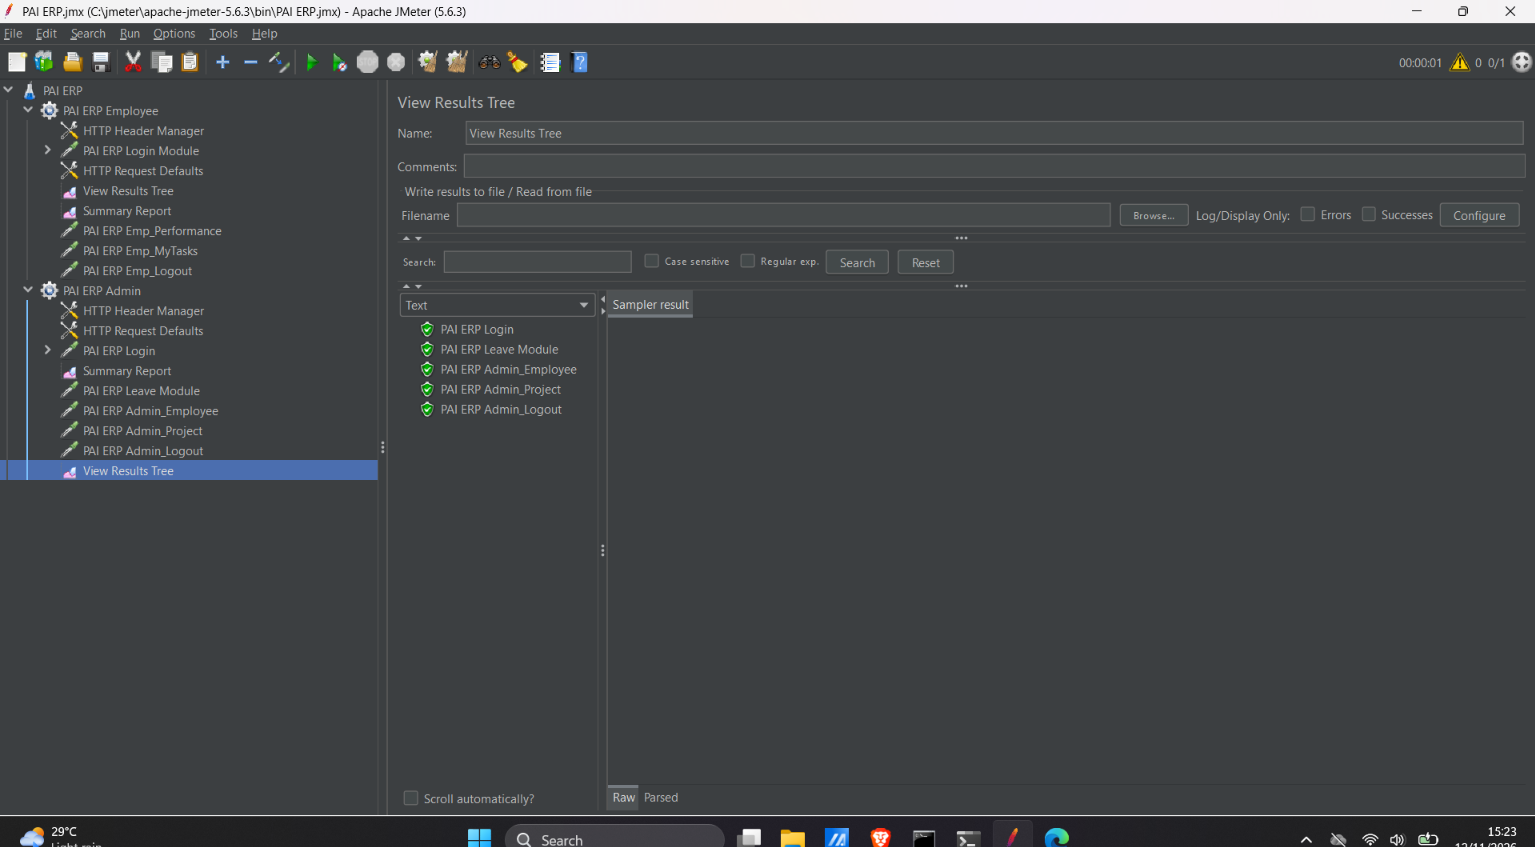 PAI ERP.jmx (C:\jmeter\apache-jmeter-5.6.3\bin\PAI ERP.jmx) - Apache JMeter (5.6.3)
File Edit Search Run Options Tools Help
00:00:01 0 0/1
PAI ERP
PAI ERP Employee
HTTP Header Manager
PAI ERP Login Module
HTTP Request Defaults
View Results Tree
Summary Report
PAI ERP Emp_Performance
PAI ERP Emp_MyTasks
PAI ERP Emp_Logout
PAI ERP Admin
HTTP Header Manager
HTTP Request Defaults
PAI ERP Login
Summary Report
PAI ERP Leave Module
PAI ERP Admin_Employee
PAI ERP Admin_Project
PAI ERP Admin_Logout
View Results Tree
View Results Tree
Name: View Results Tree
Comments:
Write results to file / Read from file
Filename Browse... Log/Display Only: Errors Successes Configure
Search: Case sensitive Regular exp. Search Reset
Text
Sampler result
PAI ERP Login
PAI ERP Leave Module
PAI ERP Admin_Employee
PAI ERP Admin_Project
PAI ERP Admin_Logout
Scroll automatically?
Raw Parsed
29°C
Light rain
Search
15:23